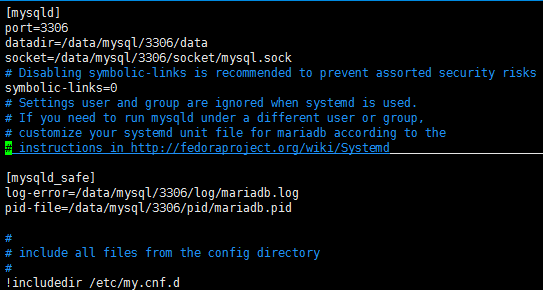 [mysqld]
port=3306
datadir=/data/mysql/3306/data
socket=/data/mysql/3306/socket/mysql.sock
# Disabling symbolic-links is recommended to prevent assorted security risks
symbolic-links=0
# Settings user and group are ignored when systemd is used.
# If you need to run mysqld under a different user or group,
# customize your systemd unit file for mariadb according to the
# instructions in http://fedoraproject.org/wiki/Systemd
[mysqld_safe]
log-error=/data/mysql/3306/log/mariadb.log
pid-file=/data/mysql/3306/pid/mariadb.pid
#
# include all files from the config directory
#
!includedir /etc/my.cnf.d